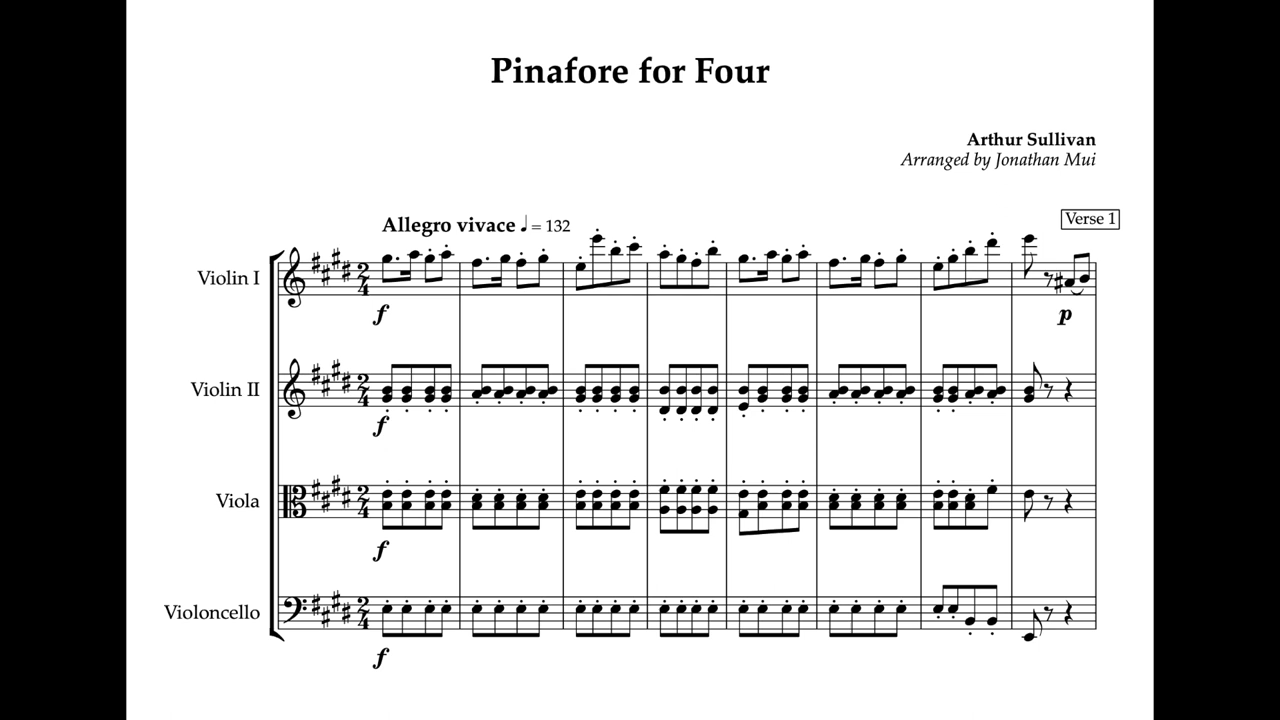 Pinafore for Four
Arthur Sullivan
Arranged by Jonathan Mui
Allegro vivace ♩ = 132
Verse 1
Violin I
f
p
Violin II
f
Viola
f
Violoncello
f